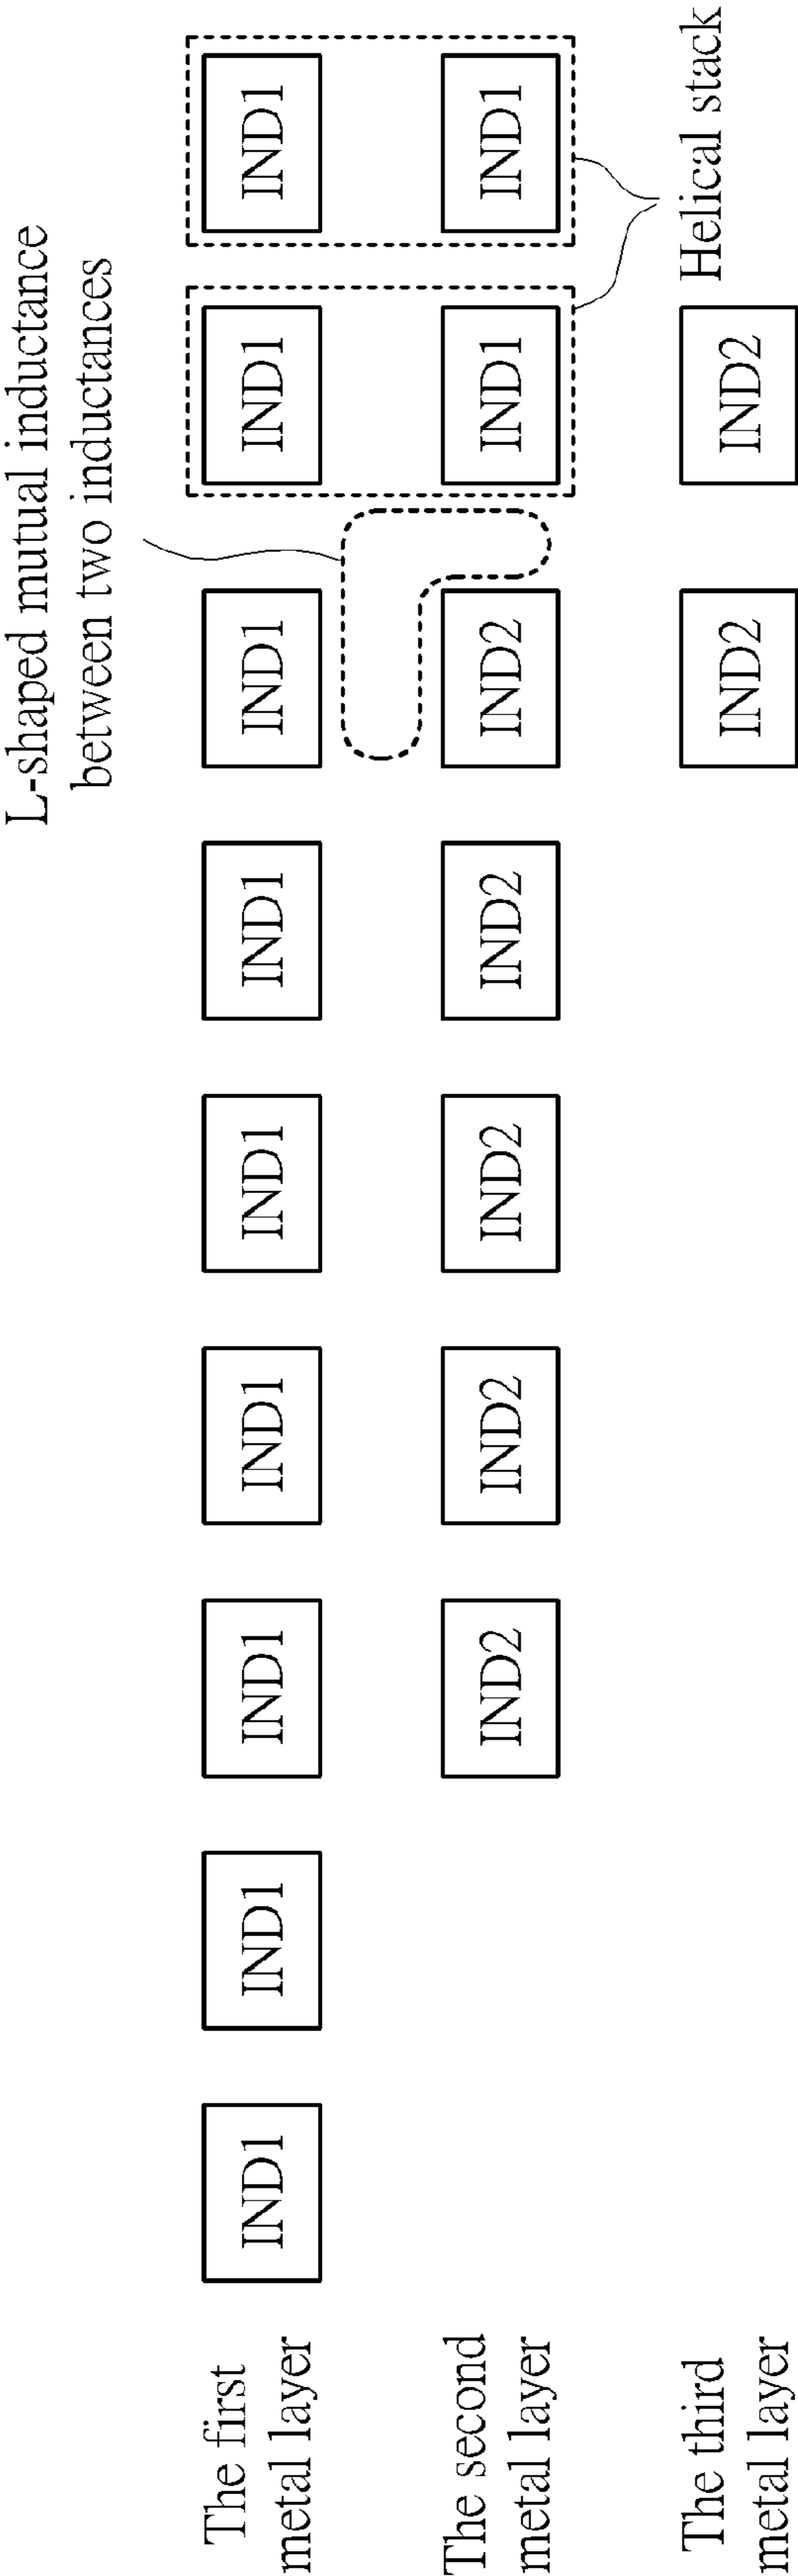 L-shaped mutual inductance
between two inductances
The first
metal layer
IND1
IND1
IND1
IND1
IND1
IND1
IND1
IND1
IND1
The second
metal layer
IND2
IND2
IND2
IND2
IND2
IND1
IND1
The third
metal layer
IND2
IND2
Helical stack